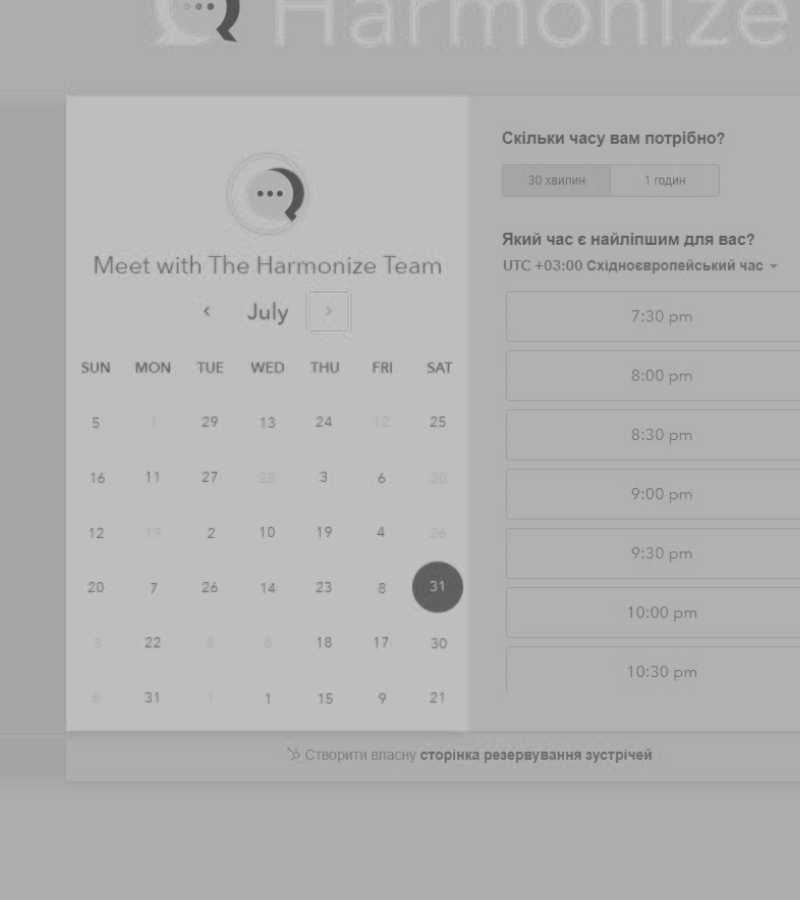 Harmonize
Meet with The Harmonize Team
July
SUN MON TUE WED THU FRI SAT
5 1 29 13 24 12 25
16 11 27 28 3 6 20
12 19 2 10 19 4 26
20 7 26 14 23 8 31
3 22 18 17 30
31 1 1 15 9 21
Скільки часу вам потрібно?
30 хвилин 1 годин
Який час є найліпшим для вас?
UTC +03:00 Східноєвропейський час
7:30 pm
8:00 pm
8:30 pm
9:00 pm
9:30 pm
10:00 pm
10:30 pm
Створити власну сторінка резервування зустрічей